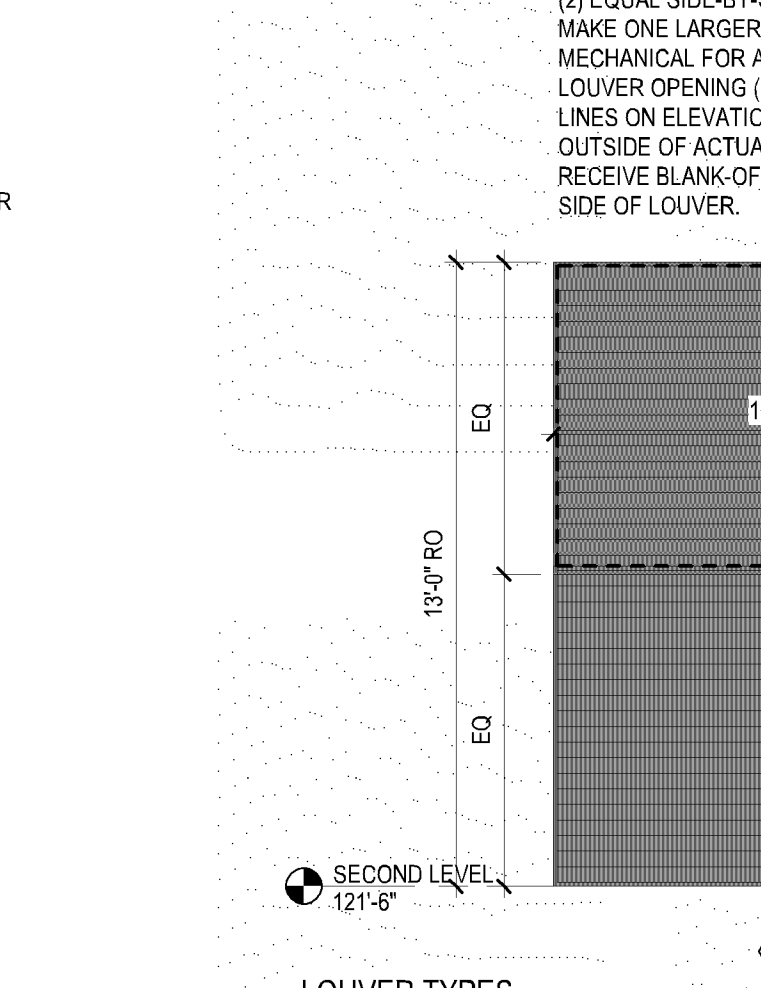 (2) EQUAL SIDE-BY-
MAKE ONE LARGER
MECHANICAL FOR A
LOUVER OPENING (
LINES ON ELEVATIO
OUTSIDE OF ACTUA
RECEIVE BLANK-OF
SIDE OF LOUVER.
R
EQ
1
13'-0" RO
EQ
SECOND LEVEL
121'-6"
LOUVER TYPES